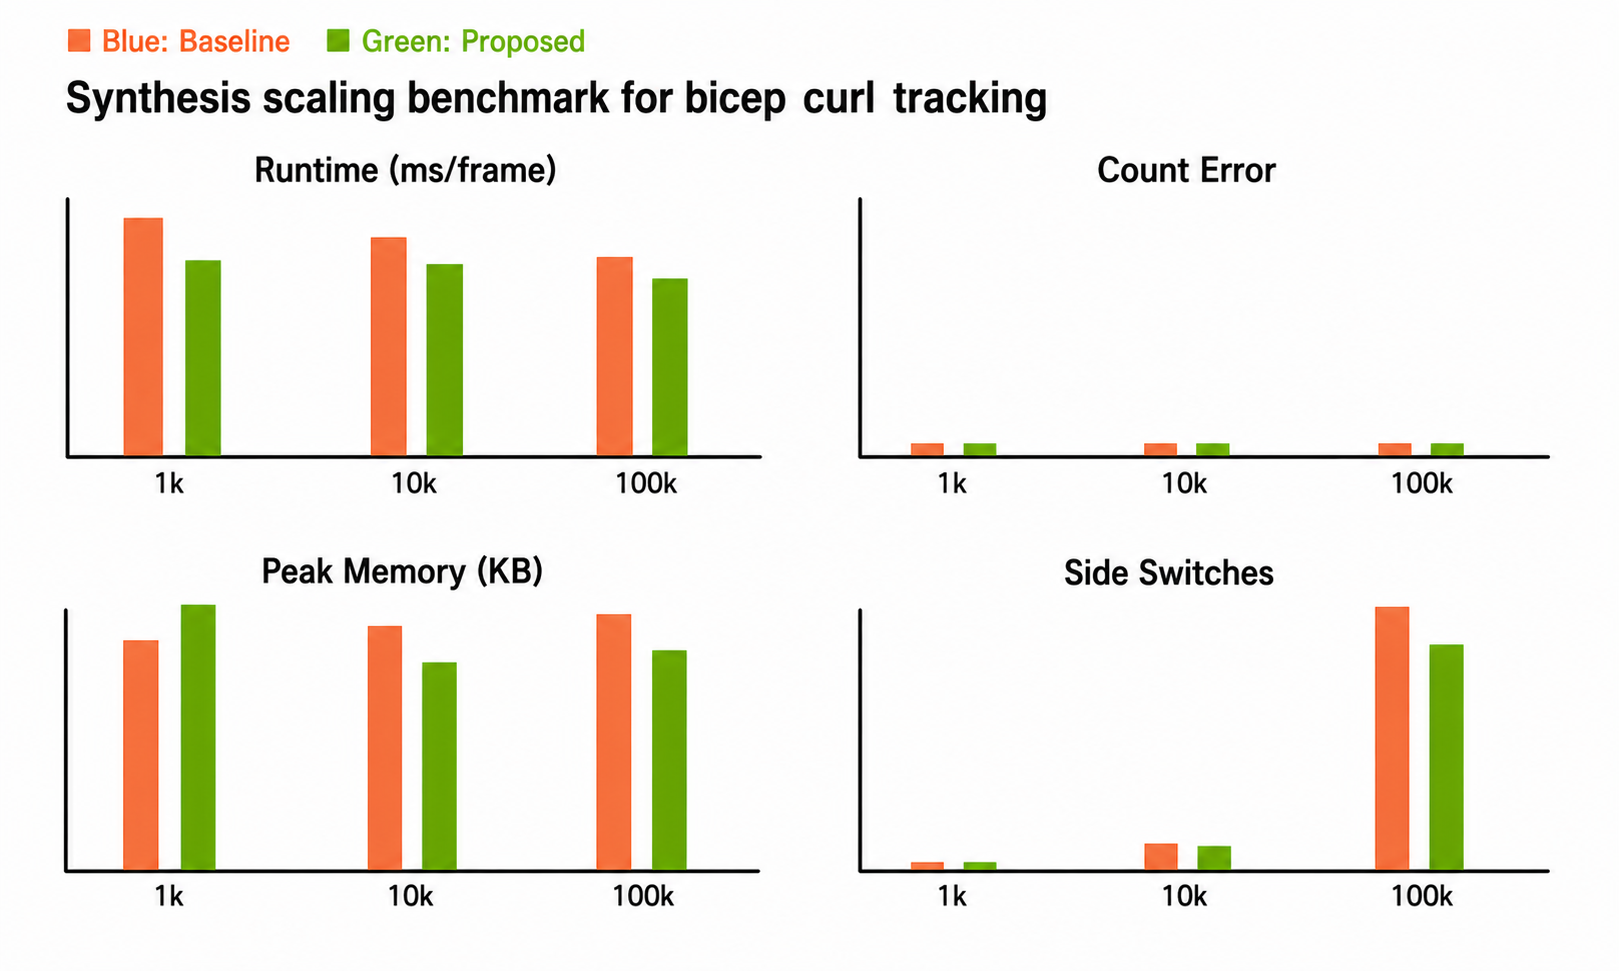 Blue: Baseline Green: Proposed
Synthesis scaling benchmark for bicep curl tracking
Runtime (ms/frame)
1k 10k 100k
Count Error
1k 10k 100k
Peak Memory (KB)
1k 10k 100k
Side Switches
1k 10k 100k